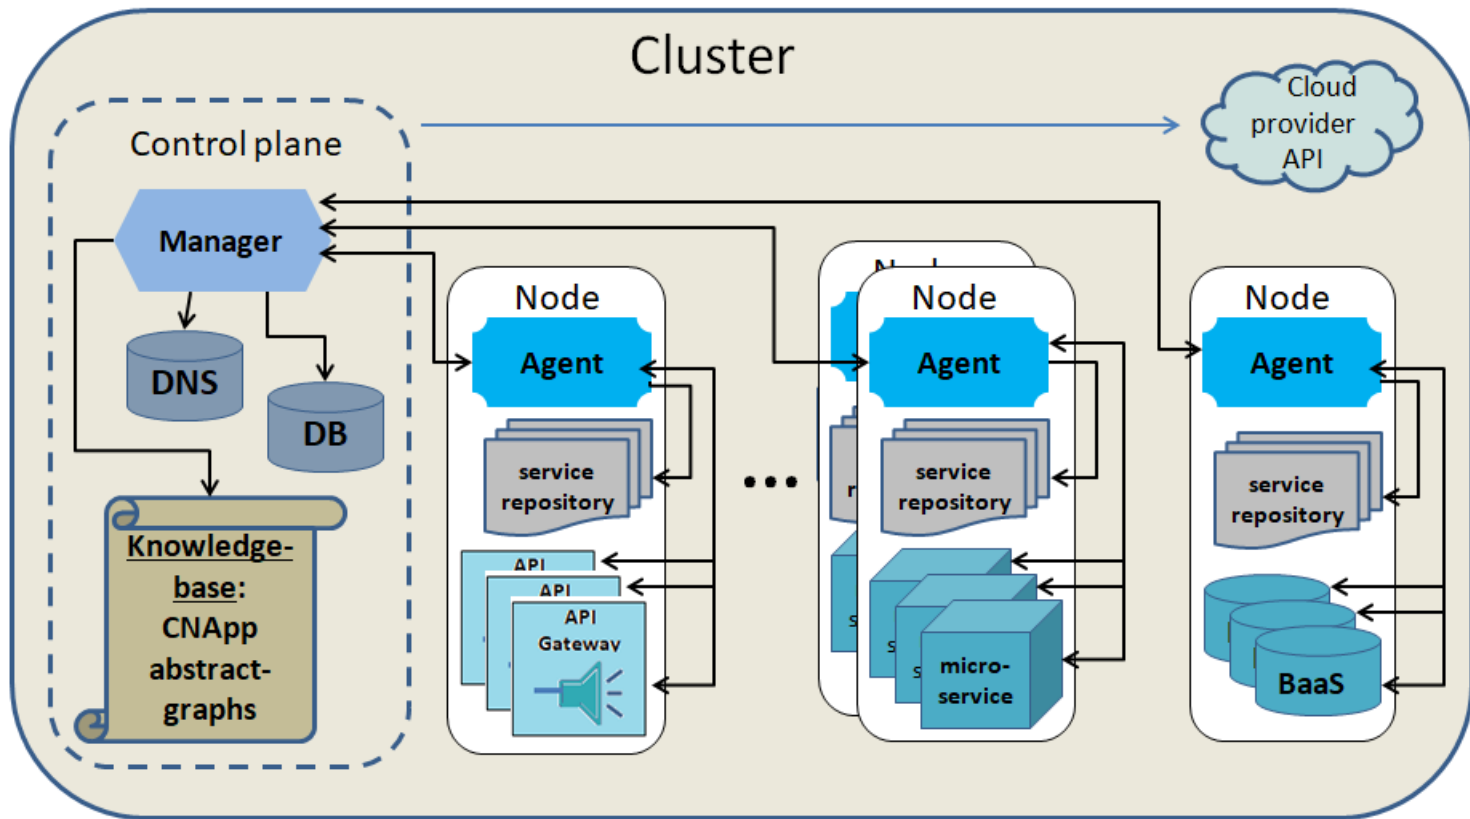 Cluster
Cloud
provider
API
Control plane
Manager
DNS
DB
Knowledge-
base:
CNApp
abstract-
graphs
Node
Agent
service
repository
API
API
API
Gateway
...
Node
Agent
service
repository
micro-
service
Node
Agent
service
repository
BaaS